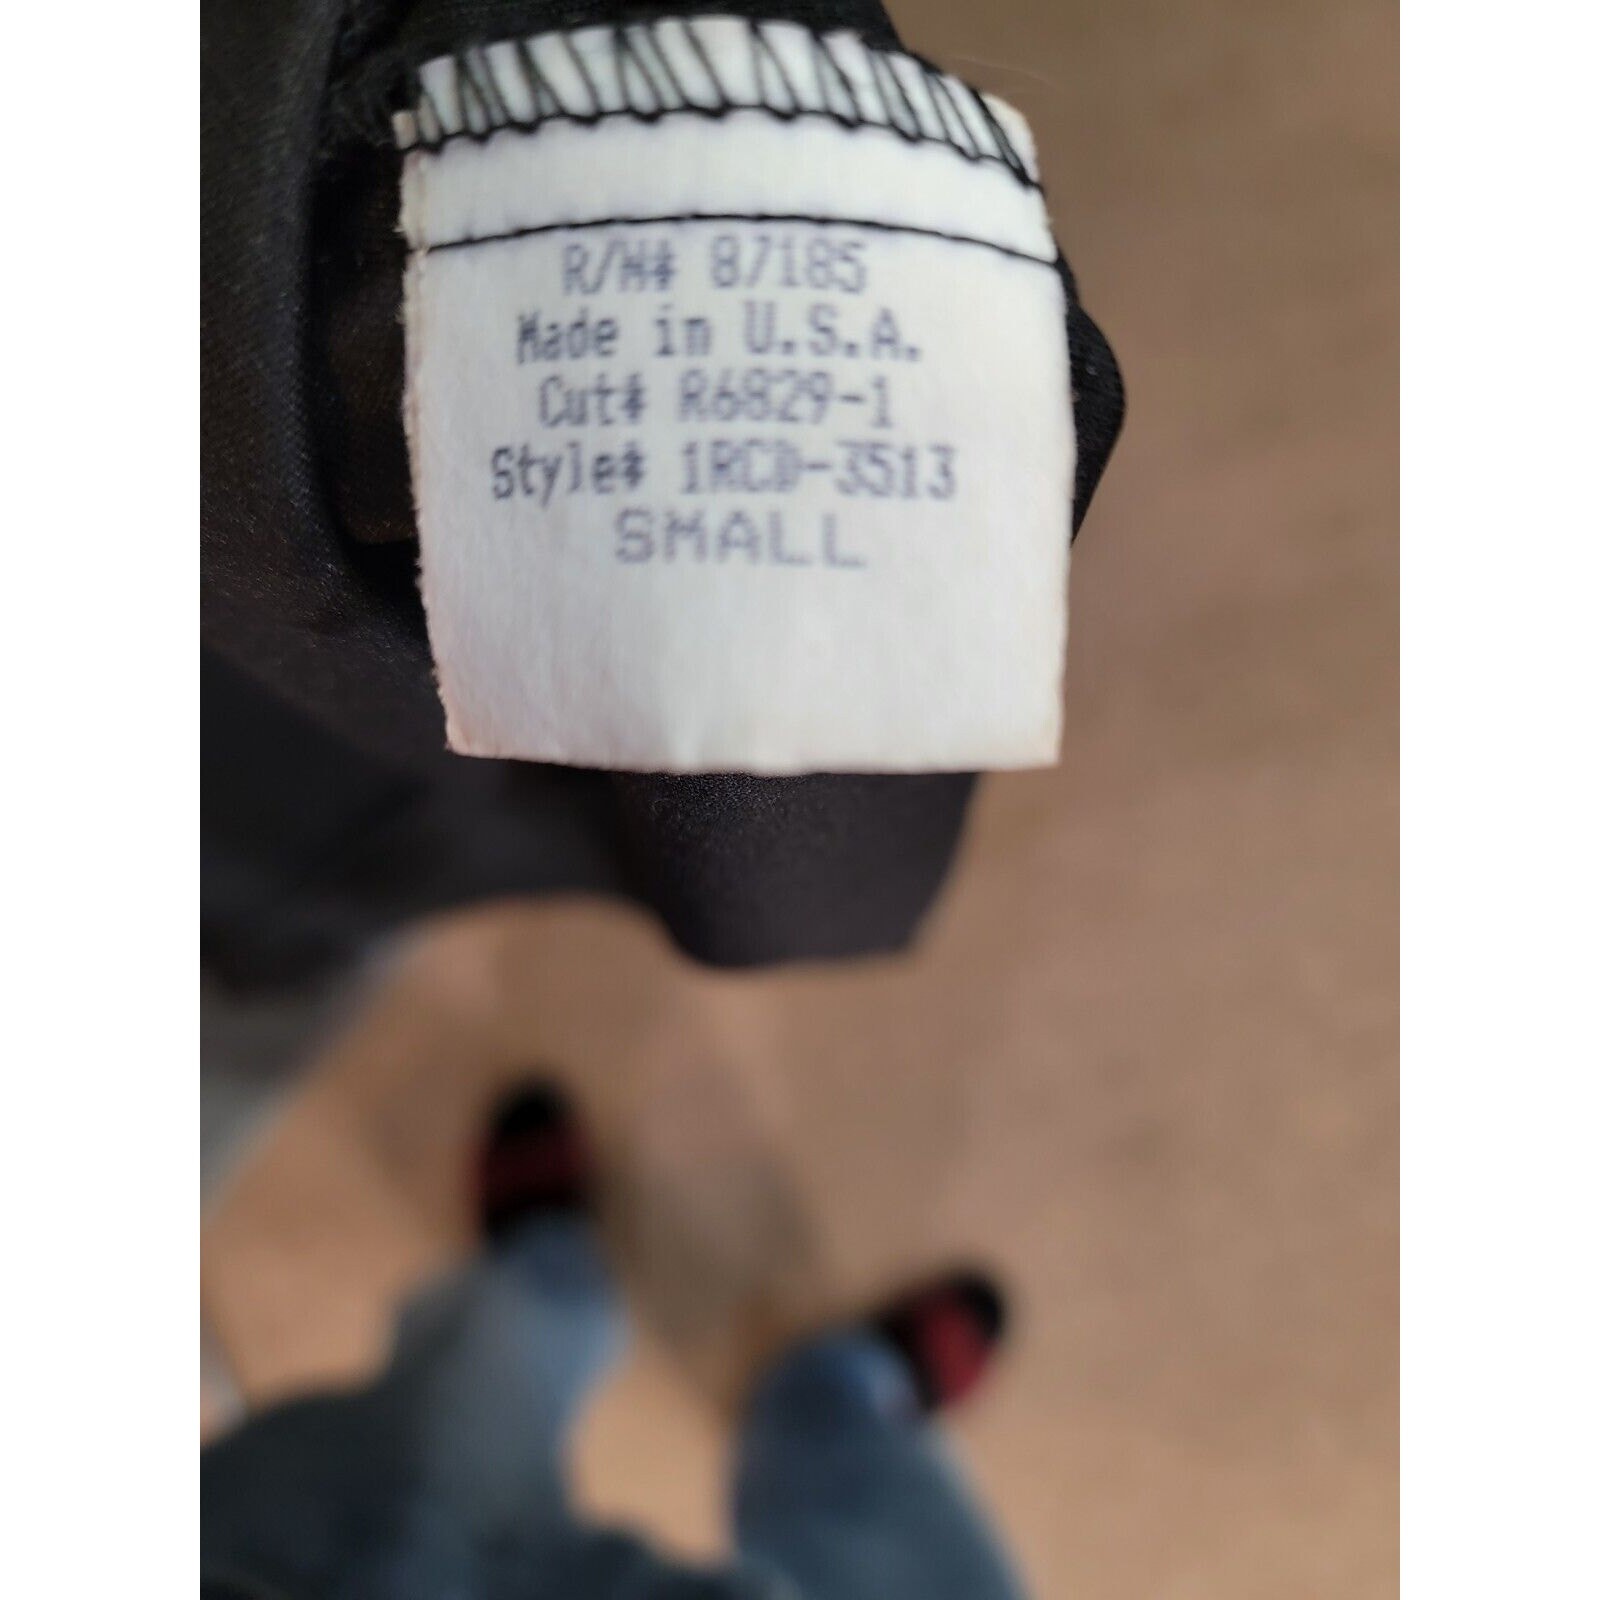 R/N# 87185
Made in U.S.A.
Cut# R6829-1
Style# 1RCD-3513
SMALL